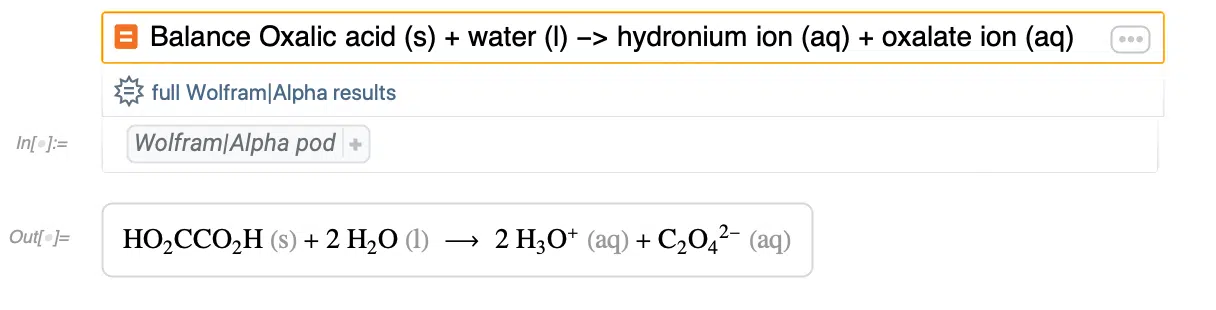 Balance Oxalic acid (s) + water (l) −> hydronium ion (aq) + oxalate ion (aq)
full Wolfram|Alpha results
In[•]:= Wolfram|Alpha pod +
Out[•]= HO₂CCO₂H (s) + 2 H₂O (l) ⟶ 2 H₃O⁺ (aq) + C₂O₄²⁻ (aq)